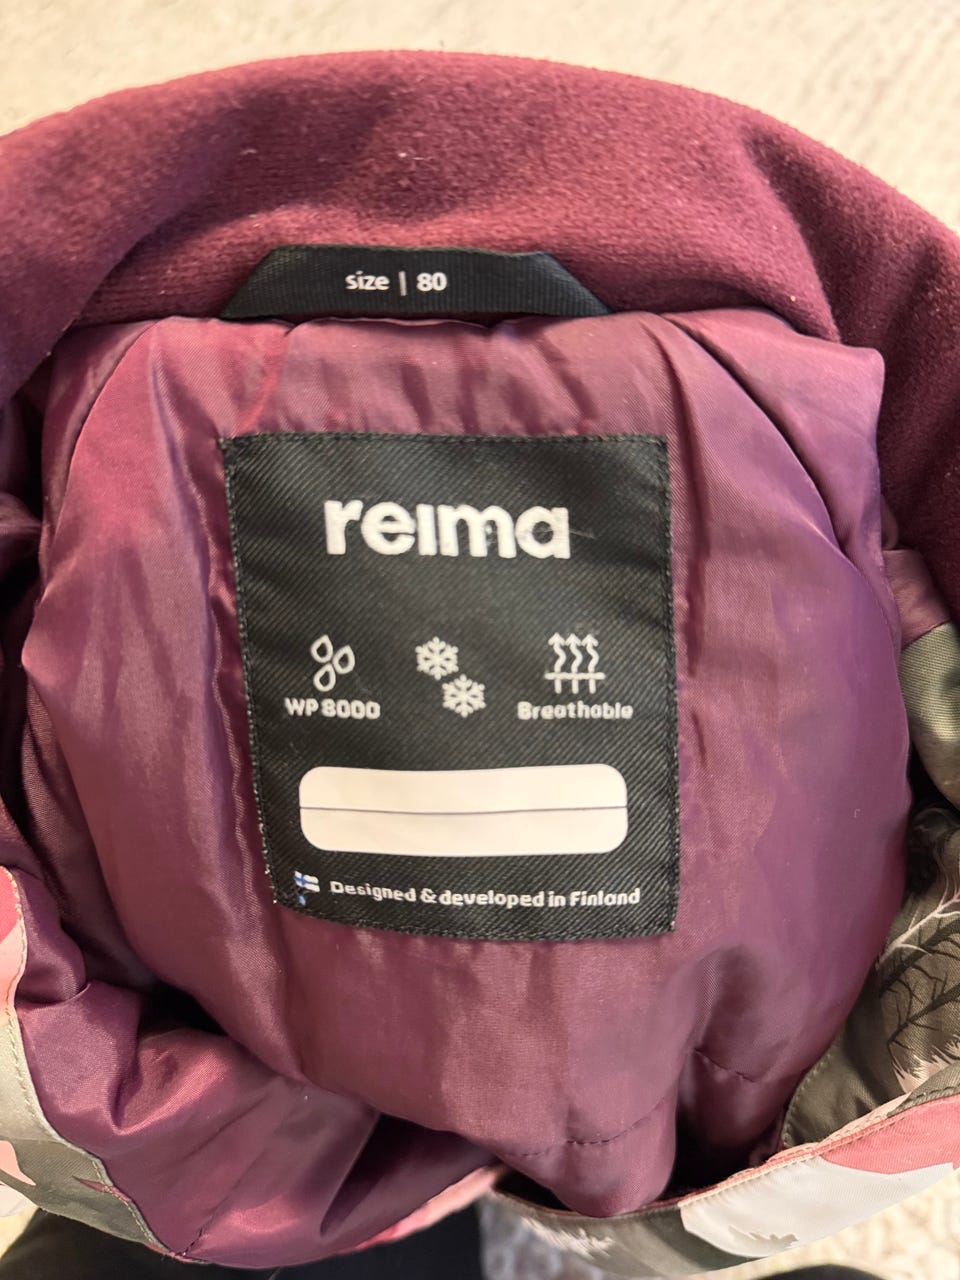 size | 80
reima
WP 8000
Breathable
Designed & developed in Finland